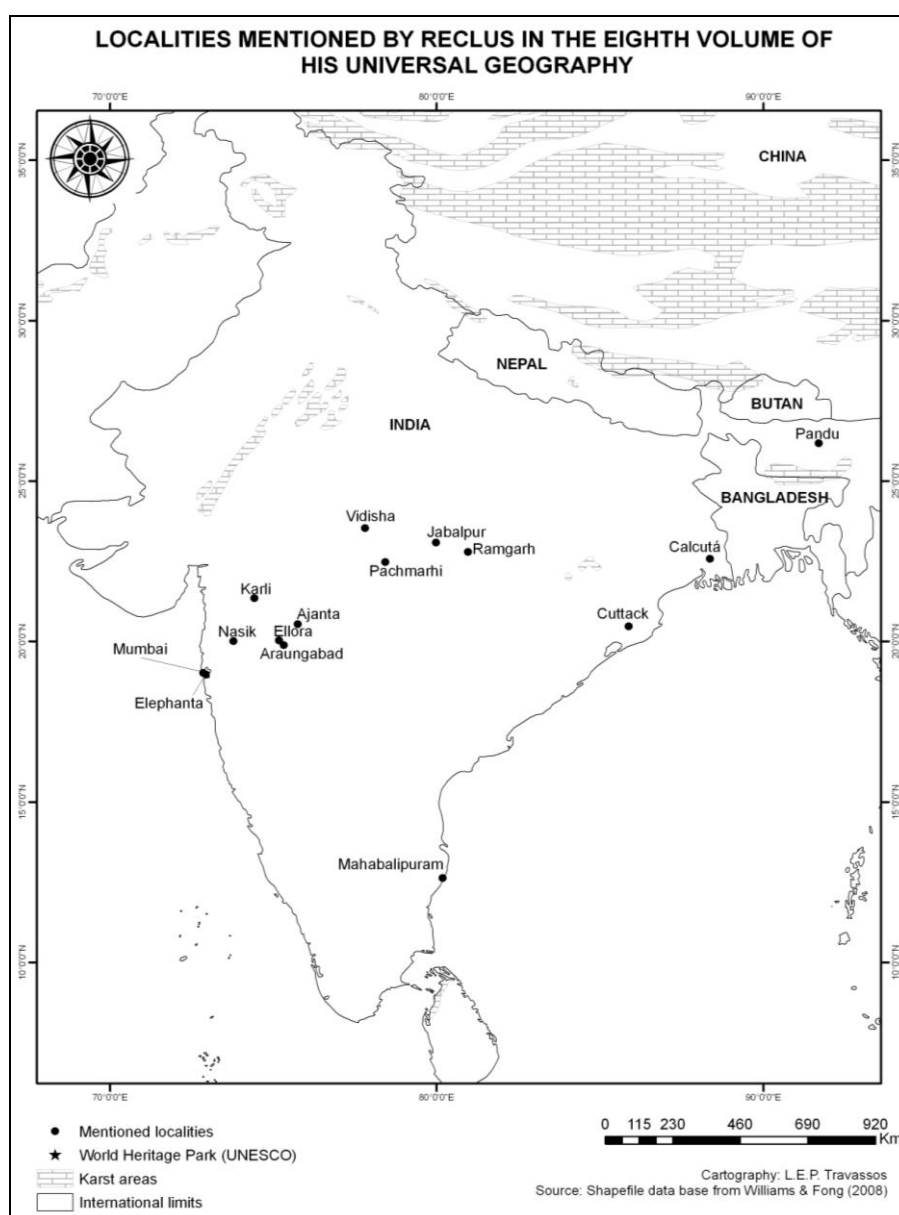 LOCALITIES MENTIONED BY RECLUS IN THE EIGHTH VOLUME OF
HIS UNIVERSAL GEOGRAPHY
70°0'0"E
80°0'0"E
90°0'0"E
35°0'0"N
35°0'0"N
CHINA
30°0'0"N
30°0'0"N
NEPAL
BUTAN
INDIA
Pandu
25°0'0"N
25°0'0"N
BANGLADESH
Vidisha
Jabalpur
Ramgarh
Calcutá
Pachmarhi
Karli
Ajanta
Cuttack
Nasik
Ellora
20°0'0"N
20°0'0"N
Araungabad
Mumbai
Elephanta
15°0'0"N
15°0'0"N
Mahabalipuram
10°0'0"N
10°0'0"N
70°0'0"E
80°0'0"E
90°0'0"E
Mentioned localities
World Heritage Park (UNESCO)
Karst areas
International limits
0 115 230 460 690 920
Km
Cartography: L.E.P. Travassos
Source: Shapefile data base from Williams & Fong (2008)